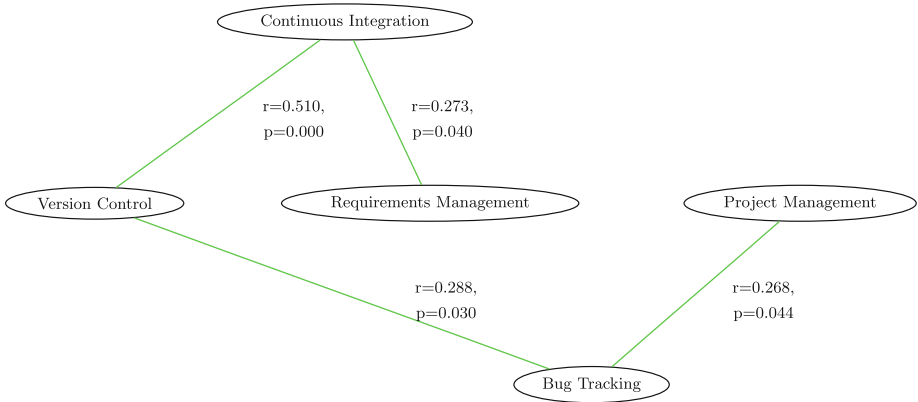 Continuous Integration
r=0.510,
p=0.000
r=0.273,
p=0.040
Version Control
Requirements Management
Project Management
r=0.288,
p=0.030
r=0.268,
p=0.044
Bug Tracking